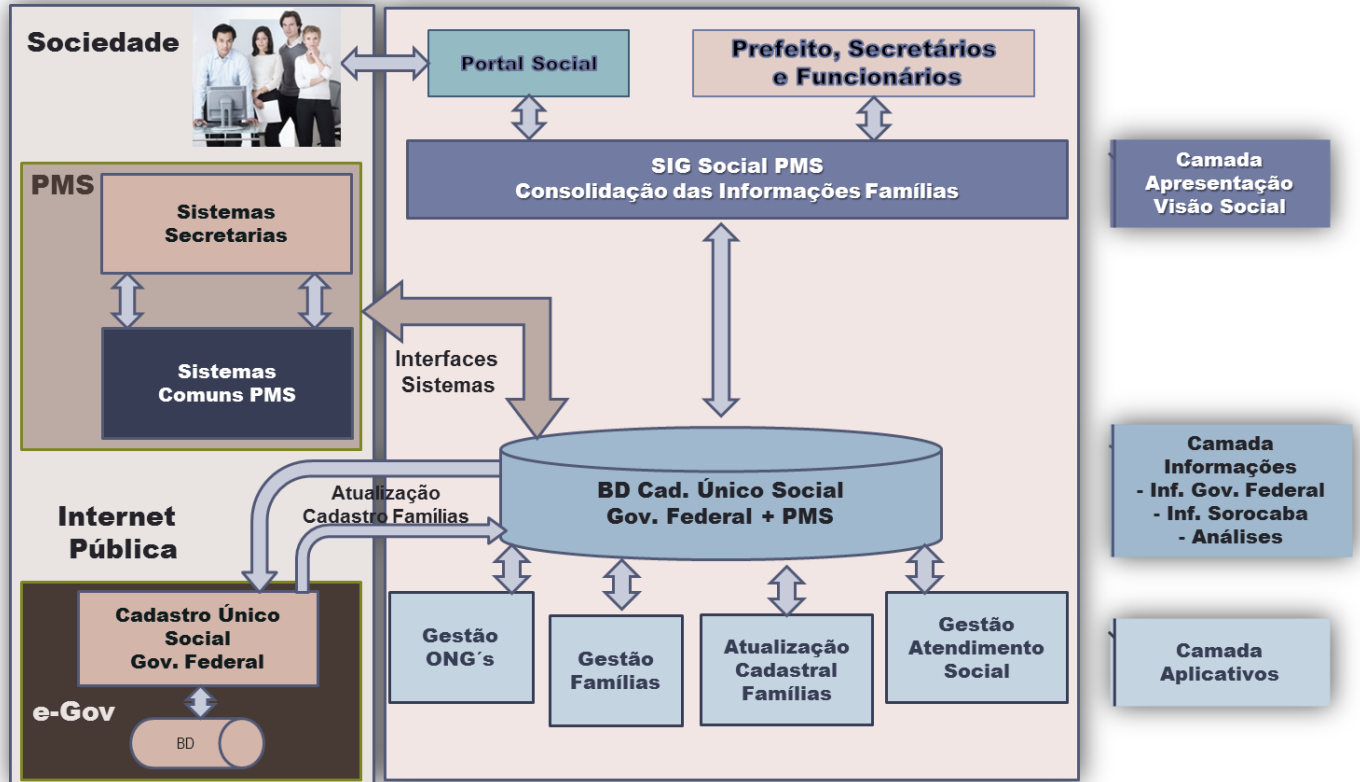 Sociedade
Portal Social
Prefeito, Secretários
e Funcionários
PMS
Sistemas
Secretarias
SIG Social PMS
Consolidação das Informações Famílias
Camada
Apresentação
Visão Social
Sistemas
Comuns PMS
Interfaces
Sistemas
Atualização
Cadastro Famílias
BD Cad. Único Social
Gov. Federal + PMS
Camada
Informações
- Inf. Gov. Federal
- Inf. Sorocaba
- Análises
Internet
Pública
Cadastro Único
Social
Gov. Federal
e-Gov
BD
Gestão
ONG´s
Gestão
Famílias
Atualização
Cadastral
Famílias
Gestão
Atendimento
Social
Camada
Aplicativos